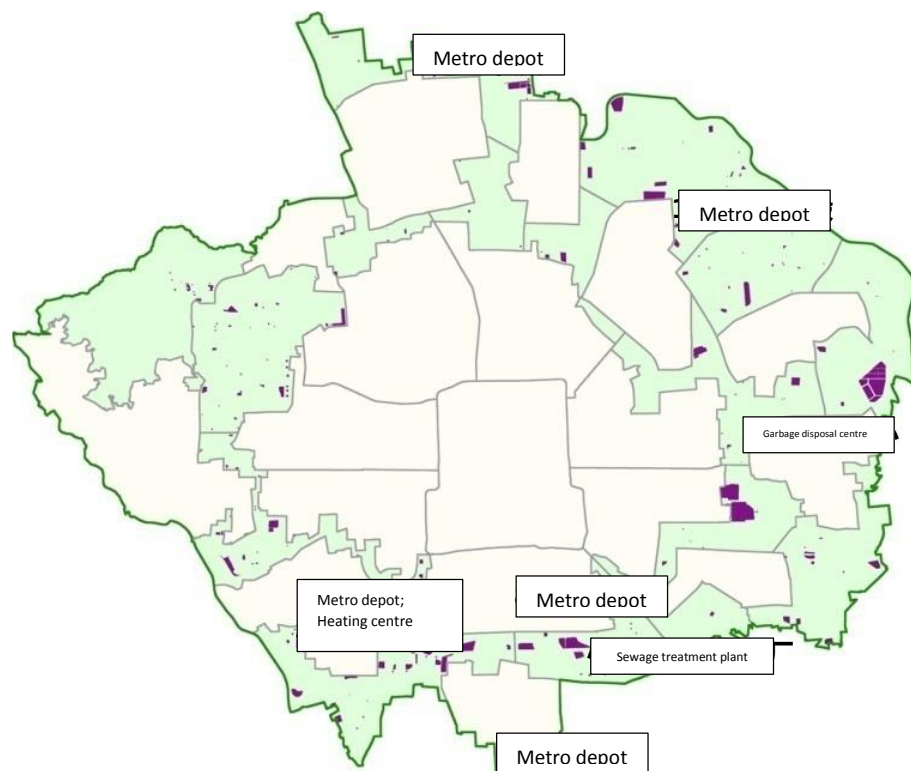 Metro depot
Metro depot
Garbage disposal centre
Metro depot;
Heating centre
Metro depot
Sewage treatment plant
Metro depot